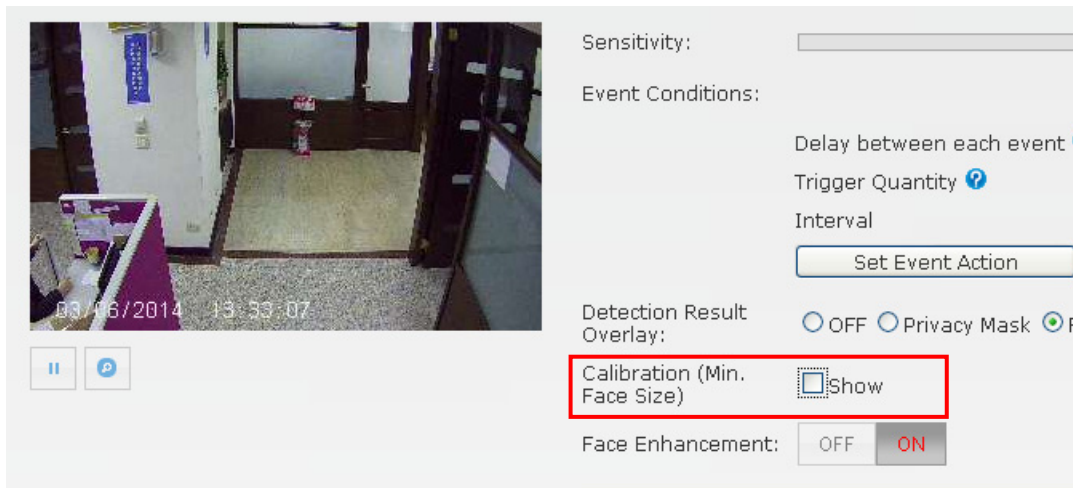 Sensitivity:
Event Conditions:
Delay between each event
Trigger Quantity
Interval
Set Event Action
Detection Result
Overlay:
OFF Privacy Mask
Calibration (Min.
Face Size)
Show
Face Enhancement:
OFF ON
03/06/2014 13:33:07